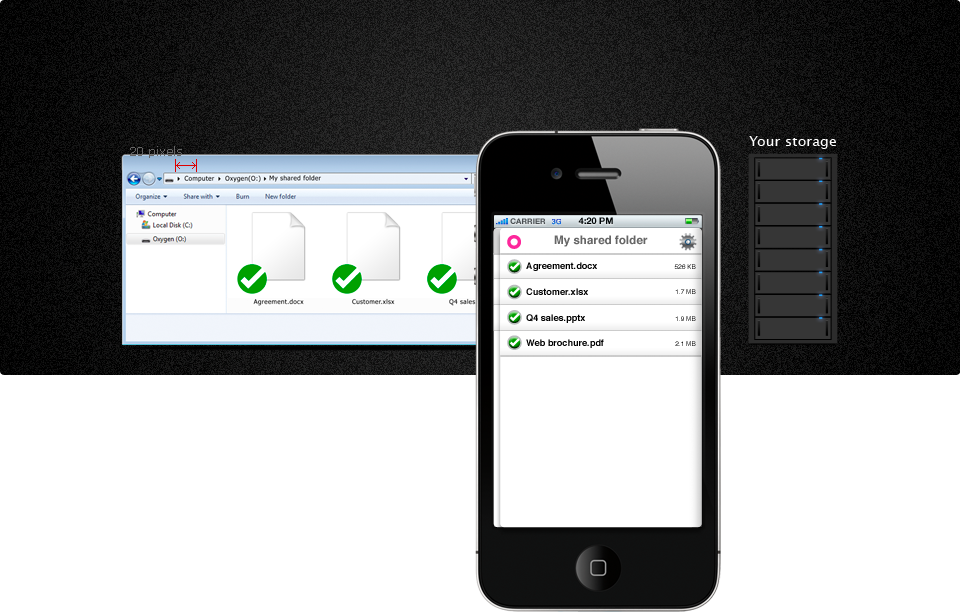 Your storage
20 pixels
Computer Oxygen(O:) My shared folder
Organize Share with Burn New folder
Computer
Local Disk (C:)
Oxygen (O:)
Agreement.docx Customer.xlsx Q4 sales
CARRIER 3G 4:20 PM
My shared folder
Agreement.docx 526 KB
Customer.xlsx 1.7 MB
Q4 sales.pptx 1.9 MB
Web brochure.pdf 2.1 MB